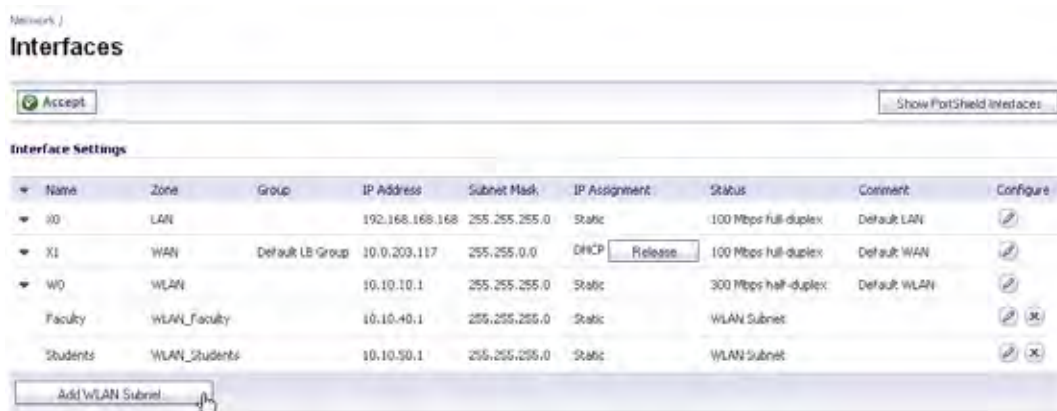 Network /
Interfaces
Accept
Show PortShield Interfaces
Interface Settings
Name Zone Group IP Address Subnet Mask IP Assignment Status Comment Configure
X0 LAN 192.168.168.168 255.255.255.0 Static 100 Mbps full-duplex Default LAN
X1 WAN Default LB Group 10.0.203.117 255.255.0.0 DHCP Release 100 Mbps full-duplex Default WAN
W0 WLAN 10.10.10.1 255.255.255.0 Static 300 Mbps half-duplex Default WLAN
Faculty WLAN_Faculty 10.10.40.1 255.255.255.0 Static WLAN Subnet
Students WLAN_Students 10.10.50.1 255.255.255.0 Static WLAN Subnet
Add WLAN Subnet...